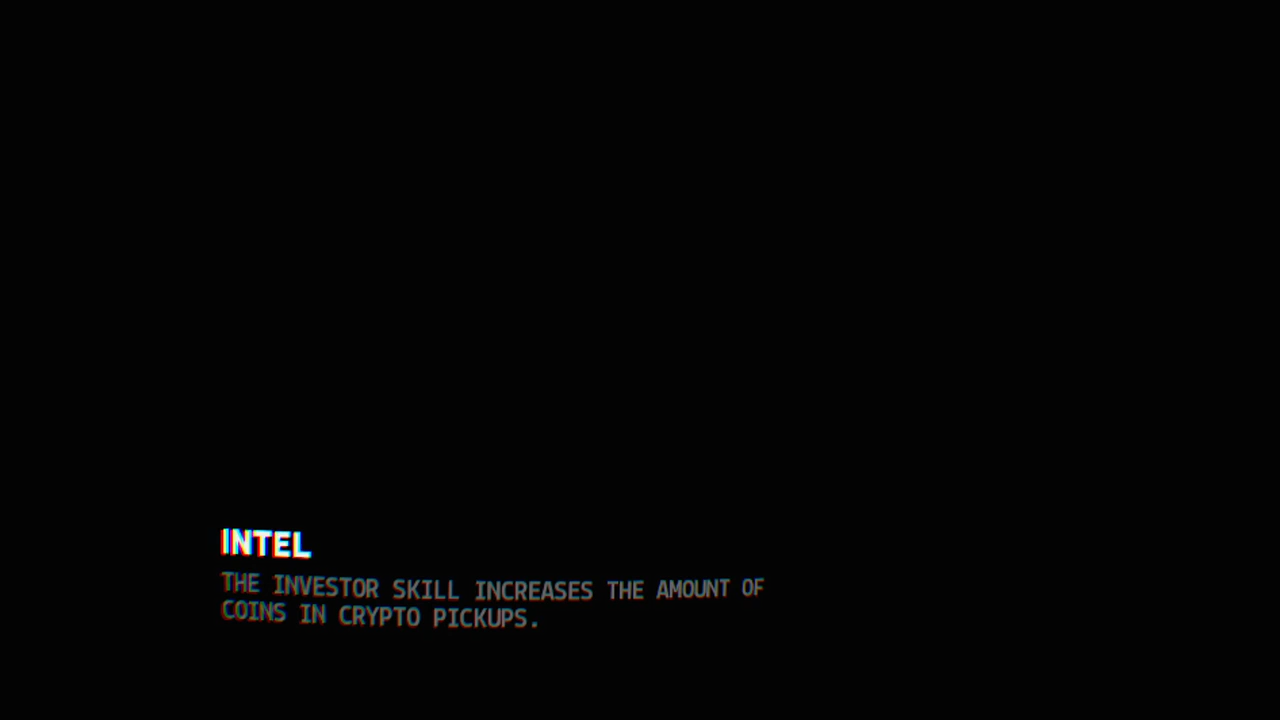 INTEL
THE INVESTOR SKILL INCREASES THE AMOUNT OF
COINS IN CRYPTO PICKUPS.